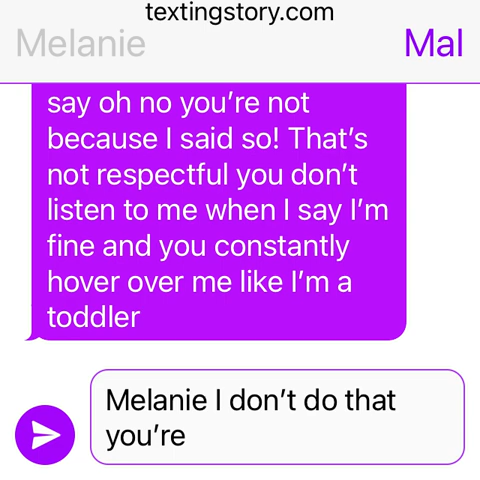 textingstory.com
Melanie
Mal
say oh no you’re not
because I said so! That’s
not respectful you don’t
listen to me when I say I’m
fine and you constantly
hover over me like I’m a
toddler
Melanie I don’t do that
you’re